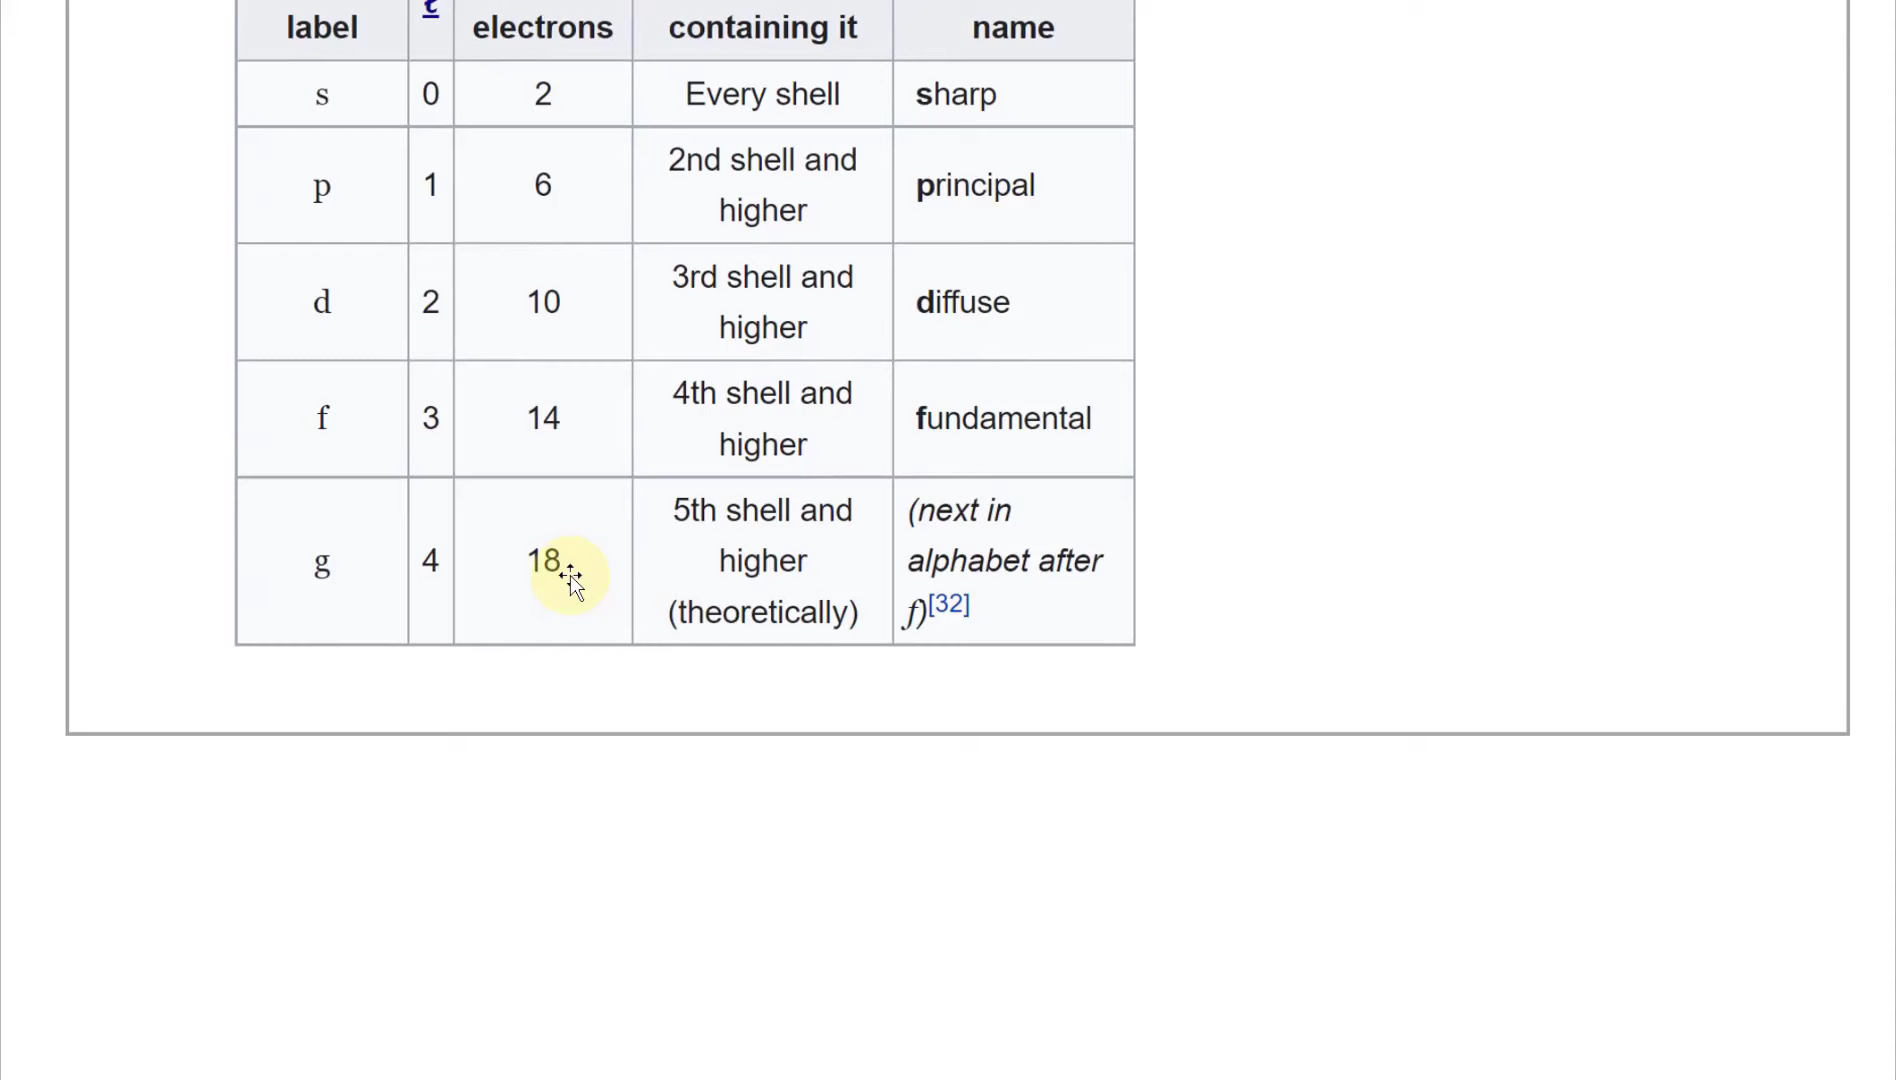 label ℓ electrons containing it name
s 0 2 Every shell sharp
p 1 6 2nd shell and higher principal
d 2 10 3rd shell and higher diffuse
f 3 14 4th shell and higher fundamental
g 4 18 5th shell and higher (theoretically) (next in alphabet after f)[32]